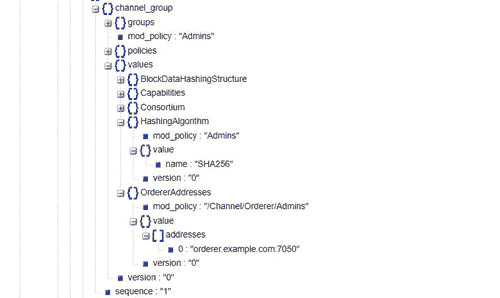 channel_group
groups
mod_policy : "Admins"
policies
values
BlockDataHashingStructure
Capabilities
Consortium
HashingAlgorithm
mod_policy : "Admins"
value
name : "SHA256"
version : "0"
OrdererAddresses
mod_policy : "/Channel/Orderer/Admins"
value
addresses
0 : "orderer.example.com:7050"
version : "0"
version : "0"
sequence : "1"